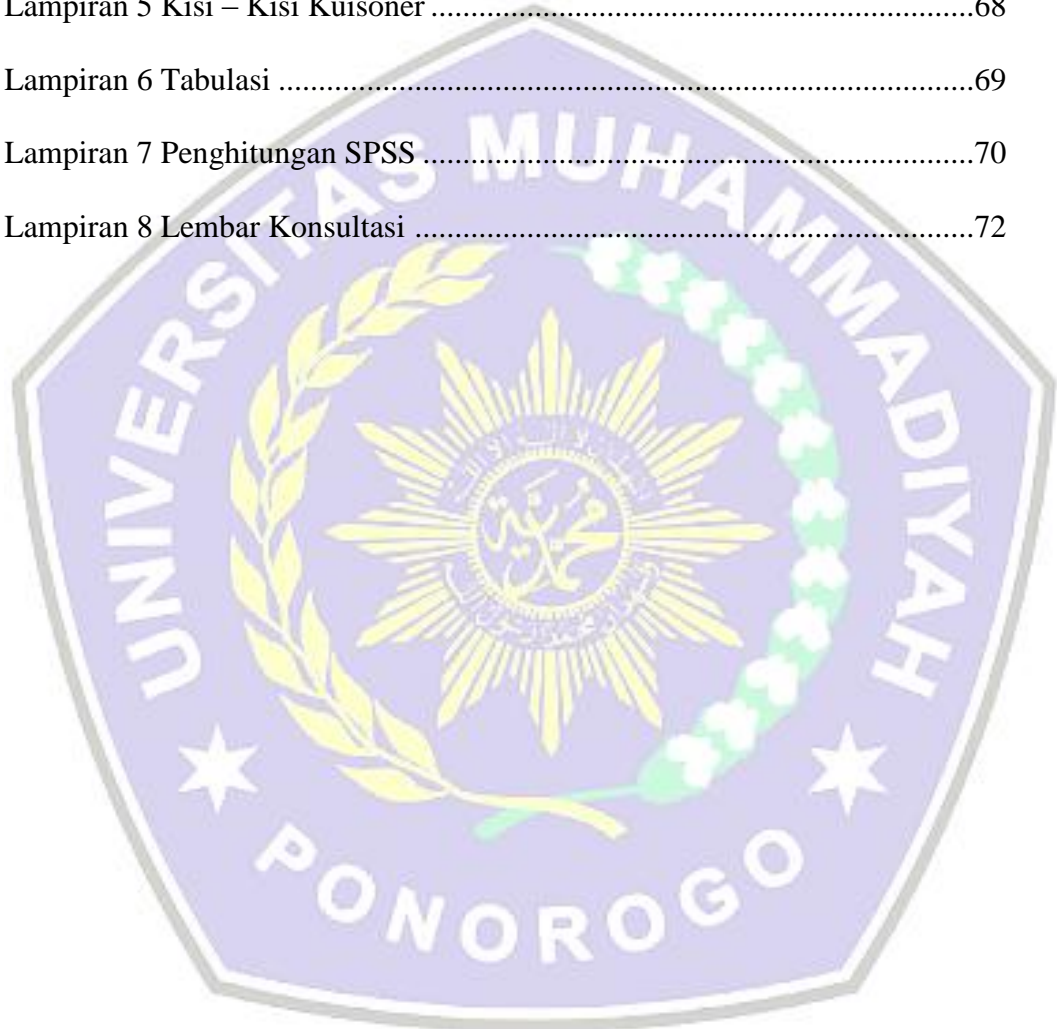 Lampiran 5 Kisi – Kisi Kuisoner ..........................................................................68
Lampiran 6 Tabulasi ..........................................................................................69
Lampiran 7 Penghitungan SPSS ........................................................................70
Lampiran 8 Lembar Konsultasi .........................................................................72
UNIVERSITAS MUHAMMADIYAH
محمدية
PONOROGO